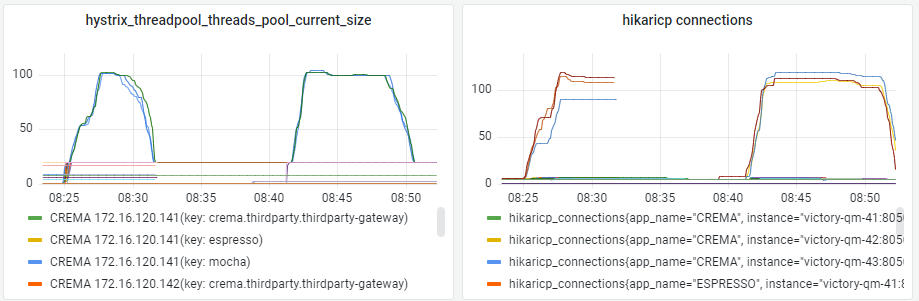 hystrix_threadpool_threads_pool_current_size
100
50
0
08:25
08:30
08:35
08:40
08:45
08:50
CREMA 172.16.120.141(key: crema.thirdparty.thirdparty-gateway)
CREMA 172.16.120.141(key: espresso)
CREMA 172.16.120.141(key: mocha)
CREMA 172.16.120.142(key: crema.thirdparty.thirdparty-gateway)
hikaricp connections
100
50
0
08:25
08:30
08:35
08:40
08:45
08:50
hikaricp_connections{app_name="CREMA", instance="victory-qm-41:805
hikaricp_connections{app_name="CREMA", instance="victory-qm-42:805
hikaricp_connections{app_name="CREMA", instance="victory-qm-43:805
hikaricp_connections{app_name="ESPRESSO", instance="victory-qm-41:8